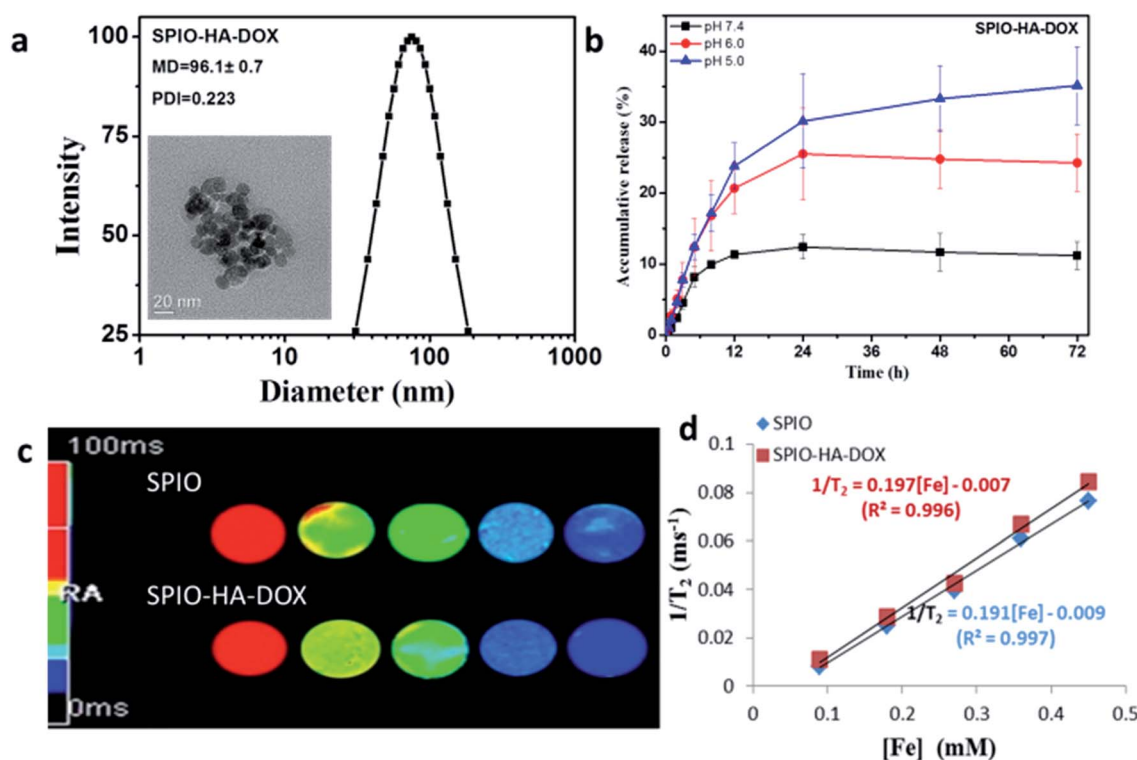 a
SPIO-HA-DOX
MD=96.1± 0.7
PDI=0.223
100
75
50
25
Intensity
20 nm
1
10
100
1000
Diameter (nm)
b
pH 7.4
pH 6.0
pH 5.0
SPIO-HA-DOX
40
30
20
10
0
Accumulative release (%)
0
12
24
36
48
60
72
Time (h)
c
100ms
SPIO
RA
SPIO-HA-DOX
0ms
d
SPIO
SPIO-HA-DOX
1/T2 = 0.197[Fe] - 0.007
(R² = 0.996)
1/T2 = 0.191[Fe] - 0.009
(R² = 0.997)
0.1
0.08
0.06
0.04
0.02
0
1/T2 (ms-1)
0
0.1
0.2
0.3
0.4
0.5
[Fe] (mM)